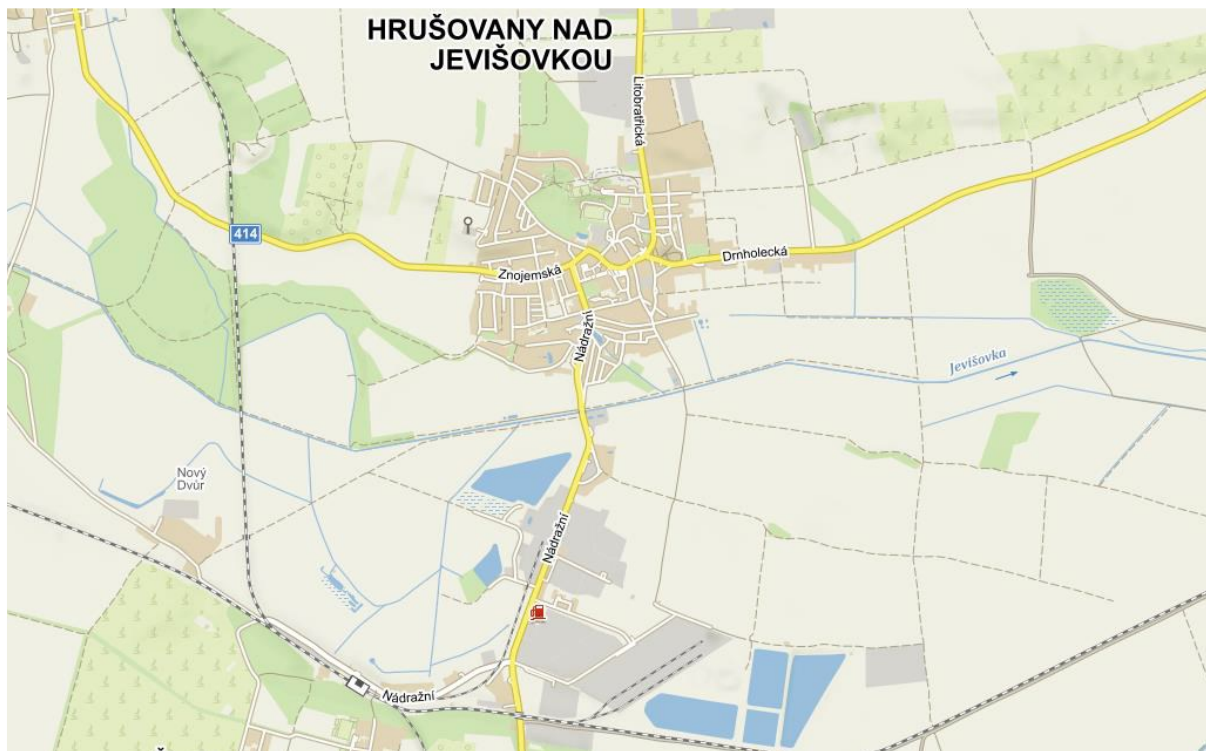 HRUŠOVANY NAD
JEVIŠOVKOU
Litobratřická
414
Znojemská
Drnholecká
Nádražní
Jevišovka
Nový
Dvůr
Nádražní
Nádražní